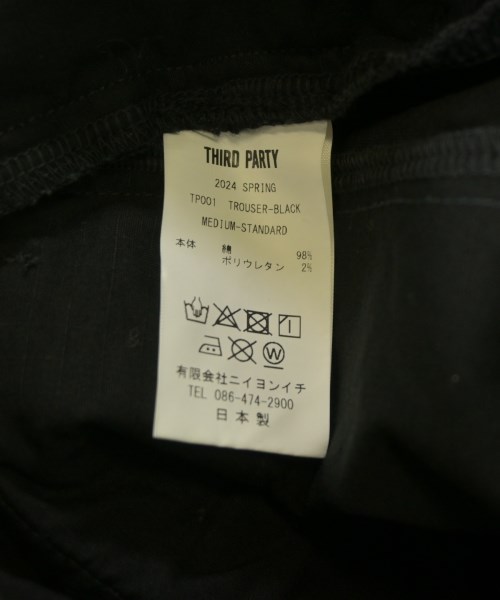 THIRD PARTY
2024 SPRING
TP001 TROUSER-BLACK
MEDIUM-STANDARD
本体 綿 98%
ポリウレタン 2%
有限会社ニイヨンイチ
TEL 086-474-2900
日本製